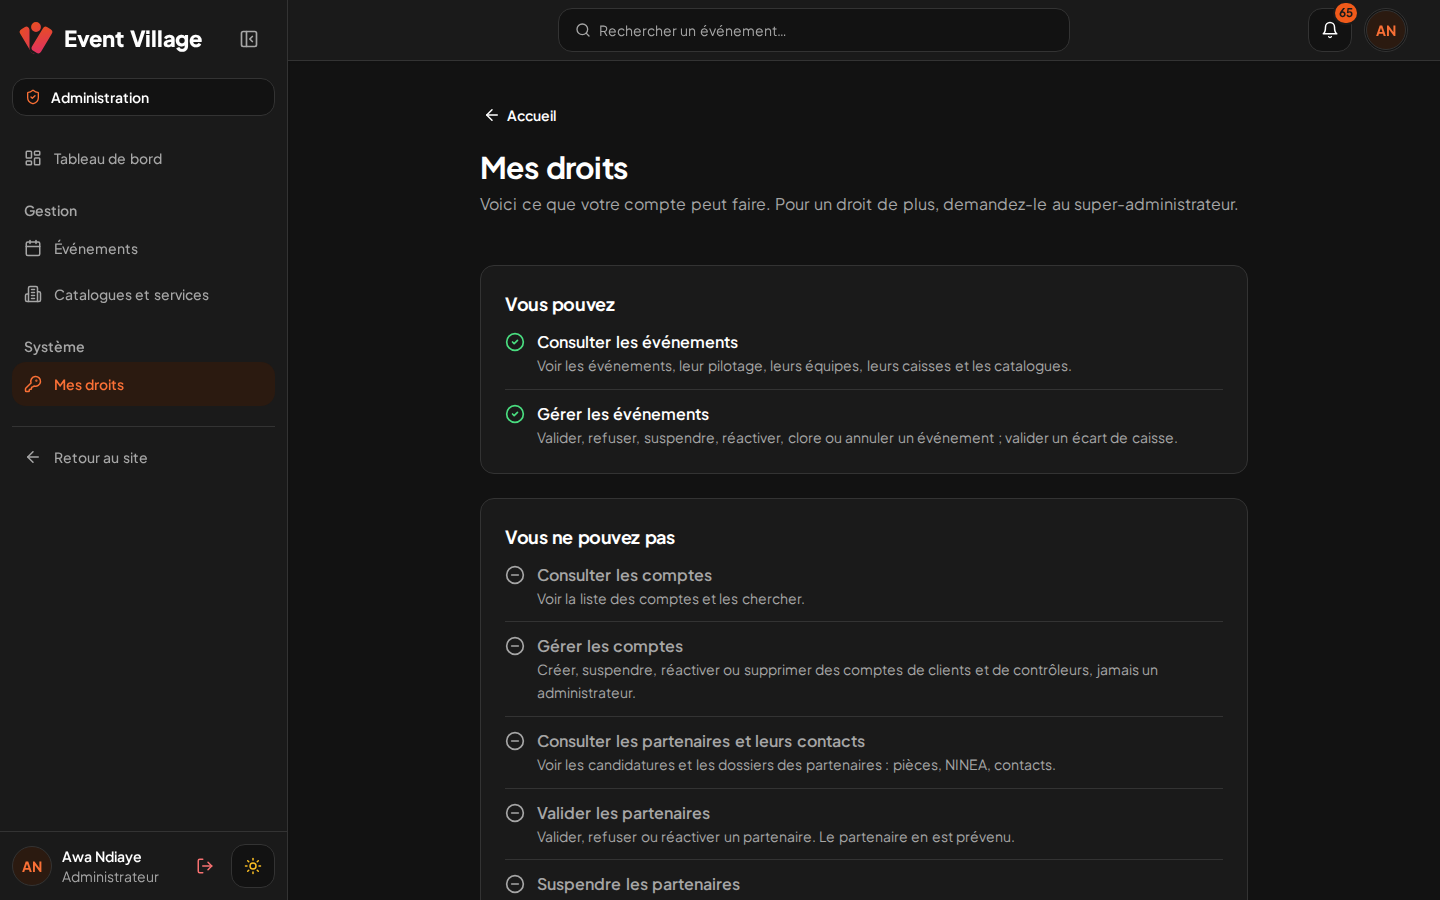 Event Village
Administration
Tableau de bord
Gestion
Événements
Catalogues et services
Système
Mes droits
Retour au site
AN
Awa Ndiaye
Administrateur
Rechercher un événement...
65
AN
Accueil
Mes droits
Voici ce que votre compte peut faire. Pour un droit de plus, demandez-le au super-administrateur.
Vous pouvez
Consulter les événements
Voir les événements, leur pilotage, leurs équipes, leurs caisses et les catalogues.
Gérer les événements
Valider, refuser, suspendre, réactiver, clore ou annuler un événement ; valider un écart de caisse.
Vous ne pouvez pas
Consulter les comptes
Voir la liste des comptes et les chercher.
Gérer les comptes
Créer, suspendre, réactiver ou supprimer des comptes de clients et de contrôleurs, jamais un
administrateur.
Consulter les partenaires et leurs contacts
Voir les candidatures et les dossiers des partenaires : pièces, NINEA, contacts.
Valider les partenaires
Valider, refuser ou réactiver un partenaire. Le partenaire en est prévenu.
Suspendre les partenaires